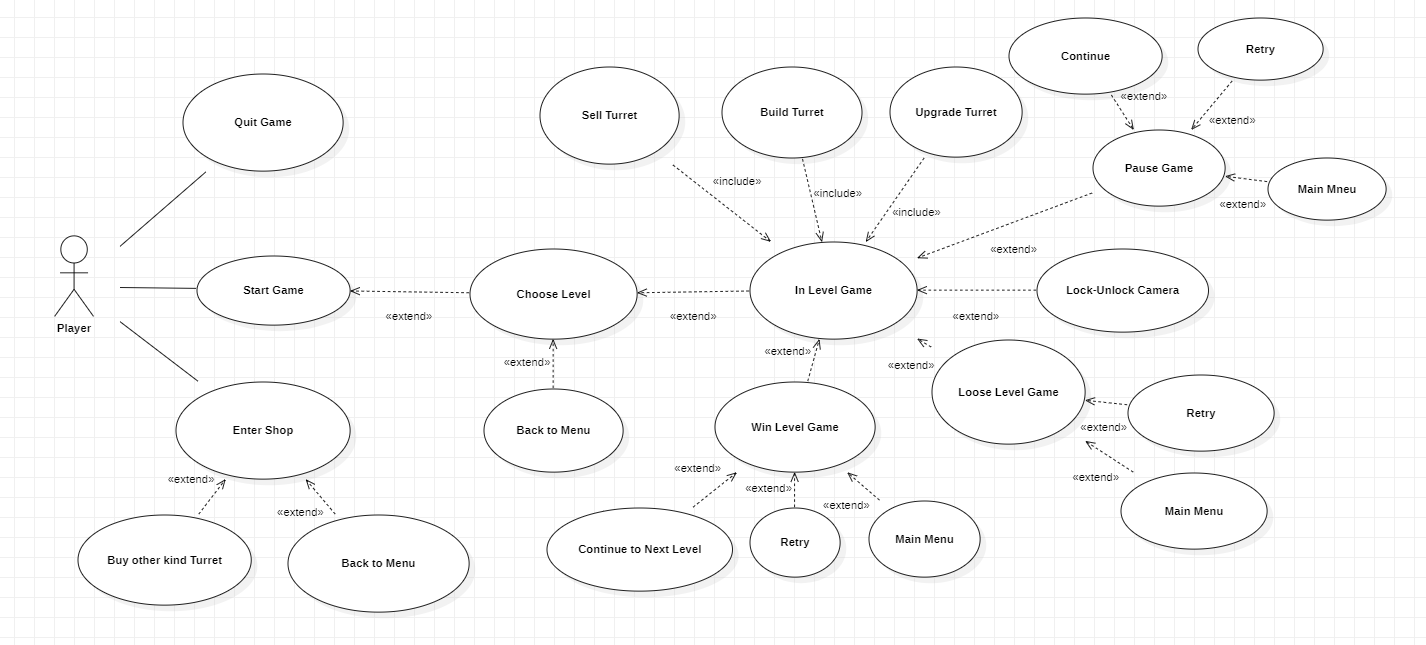 Continue
Retry
«extend»
«extend»
Quit Game
Sell Turret
Build Turret
Upgrade Turret
Pause Game
Main Mneu
«extend»
«include»
«include»
«include»
«extend»
Player
Start Game
«extend»
Choose Level
«extend»
In Level Game
«extend»
Lock-Unlock Camera
«extend»
«extend»
«extend»
Loose Level Game
Retry
«extend»
Enter Shop
Back to Menu
Win Level Game
«extend»
Main Menu
«extend»
«extend»
«extend»
«extend»
«extend»
«extend»
Buy other kind Turret
Back to Menu
Continue to Next Level
Retry
Main Menu